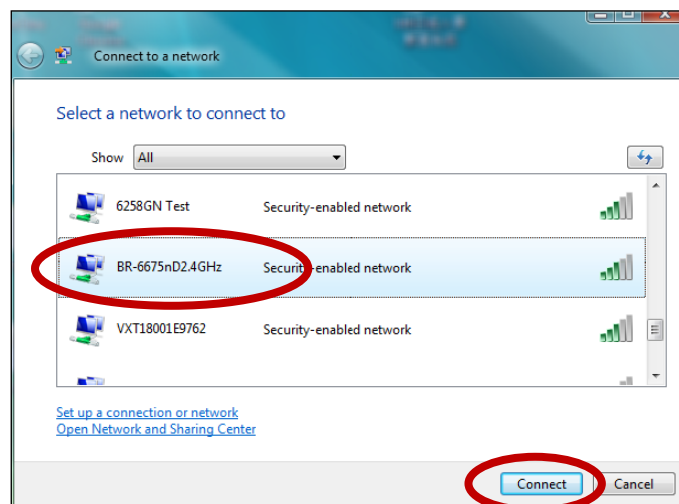 Connect to a network
Select a network to connect to
Show All
6258GN Test Security-enabled network
BR-6675nD2.4GHz Security-enabled network
VXT18001E9762 Security-enabled network
Set up a connection or network
Open Network and Sharing Center
Connect Cancel